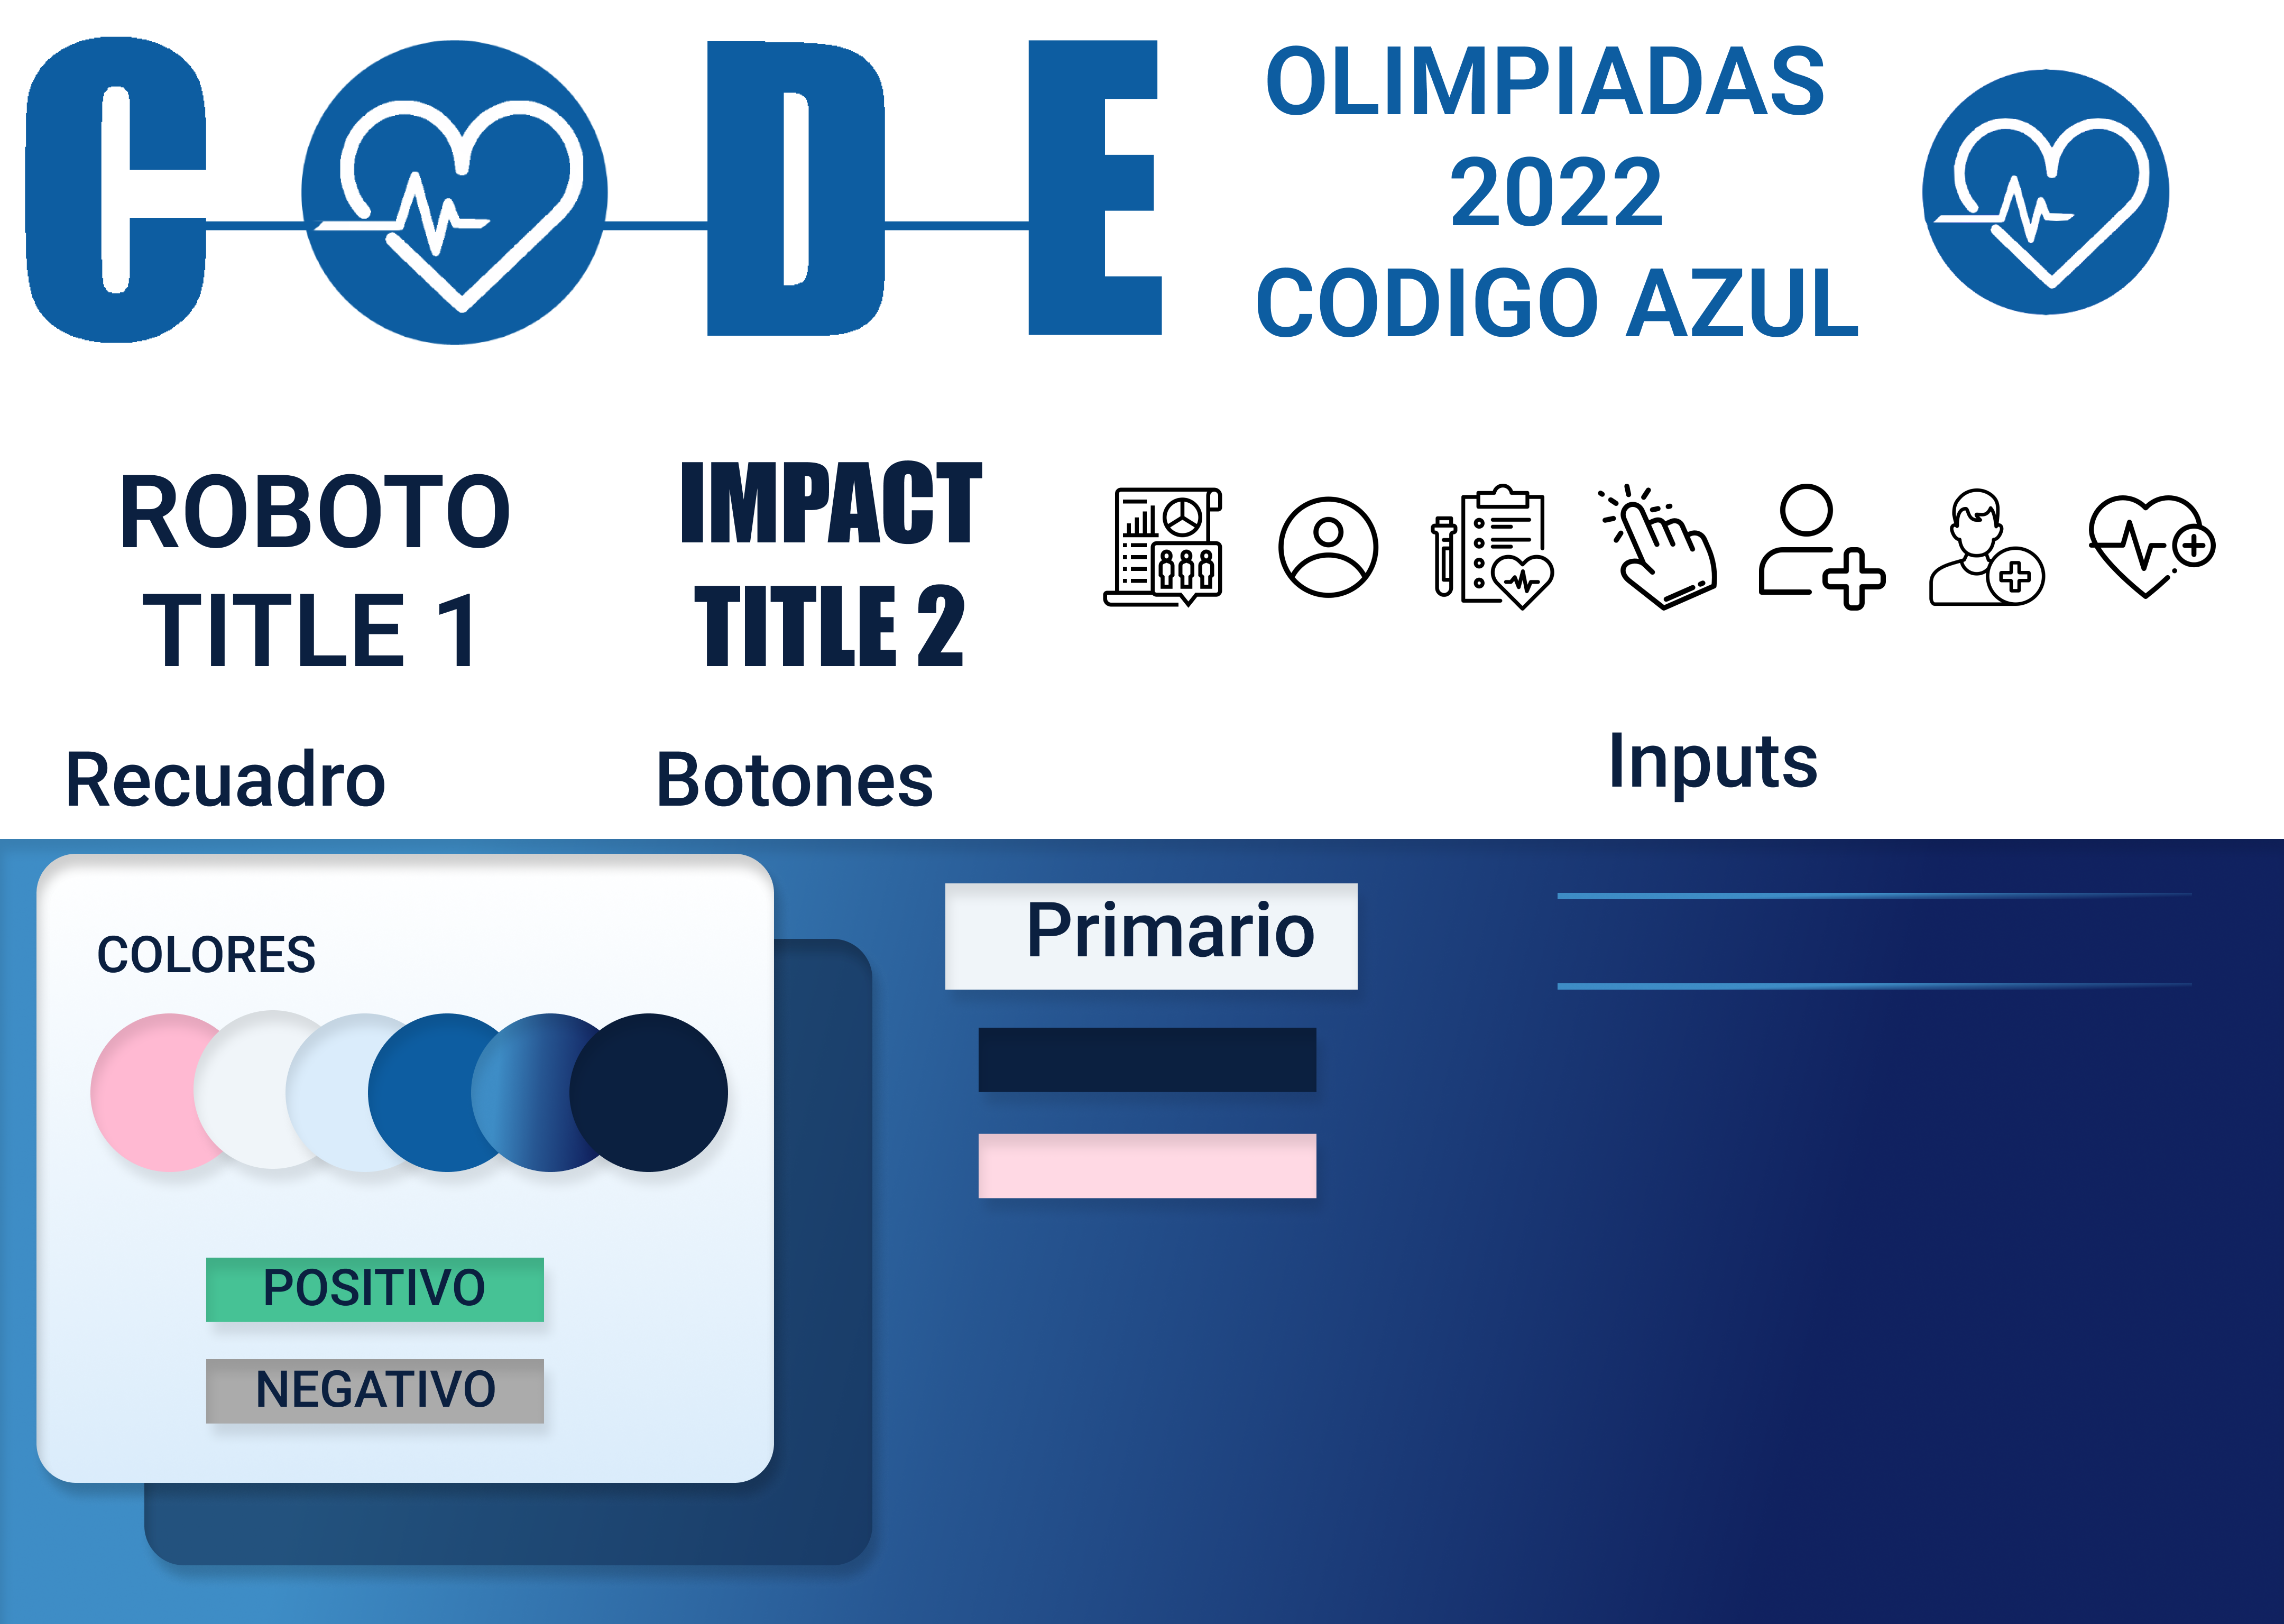 CODE
OLIMPIADAS
2022
CODIGO AZUL
ROBOTO
TITLE 1
IMPACT
TITLE 2
Recuadro
Botones
Inputs
COLORES
POSITIVO
NEGATIVO
Primario